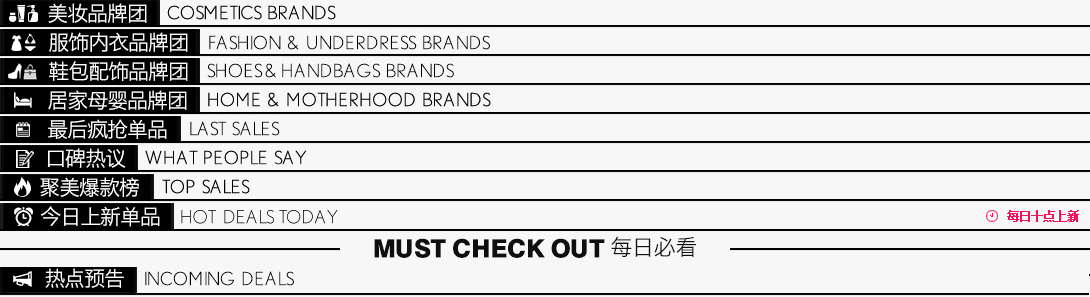 美妆品牌团 COSMETICS BRANDS
服饰内衣品牌团 FASHION & UNDERDRESS BRANDS
鞋包配饰品牌团 SHOES & HANDBAGS BRANDS
居家母婴品牌团 HOME & MOTHERHOOD BRANDS
最后疯抢单品 LAST SALES
口碑热议 WHAT PEOPLE SAY
聚美爆款榜 TOP SALES
今日上新单品 HOT DEALS TODAY 每日十点上新
MUST CHECK OUT 每日必看
热点预告 INCOMING DEALS